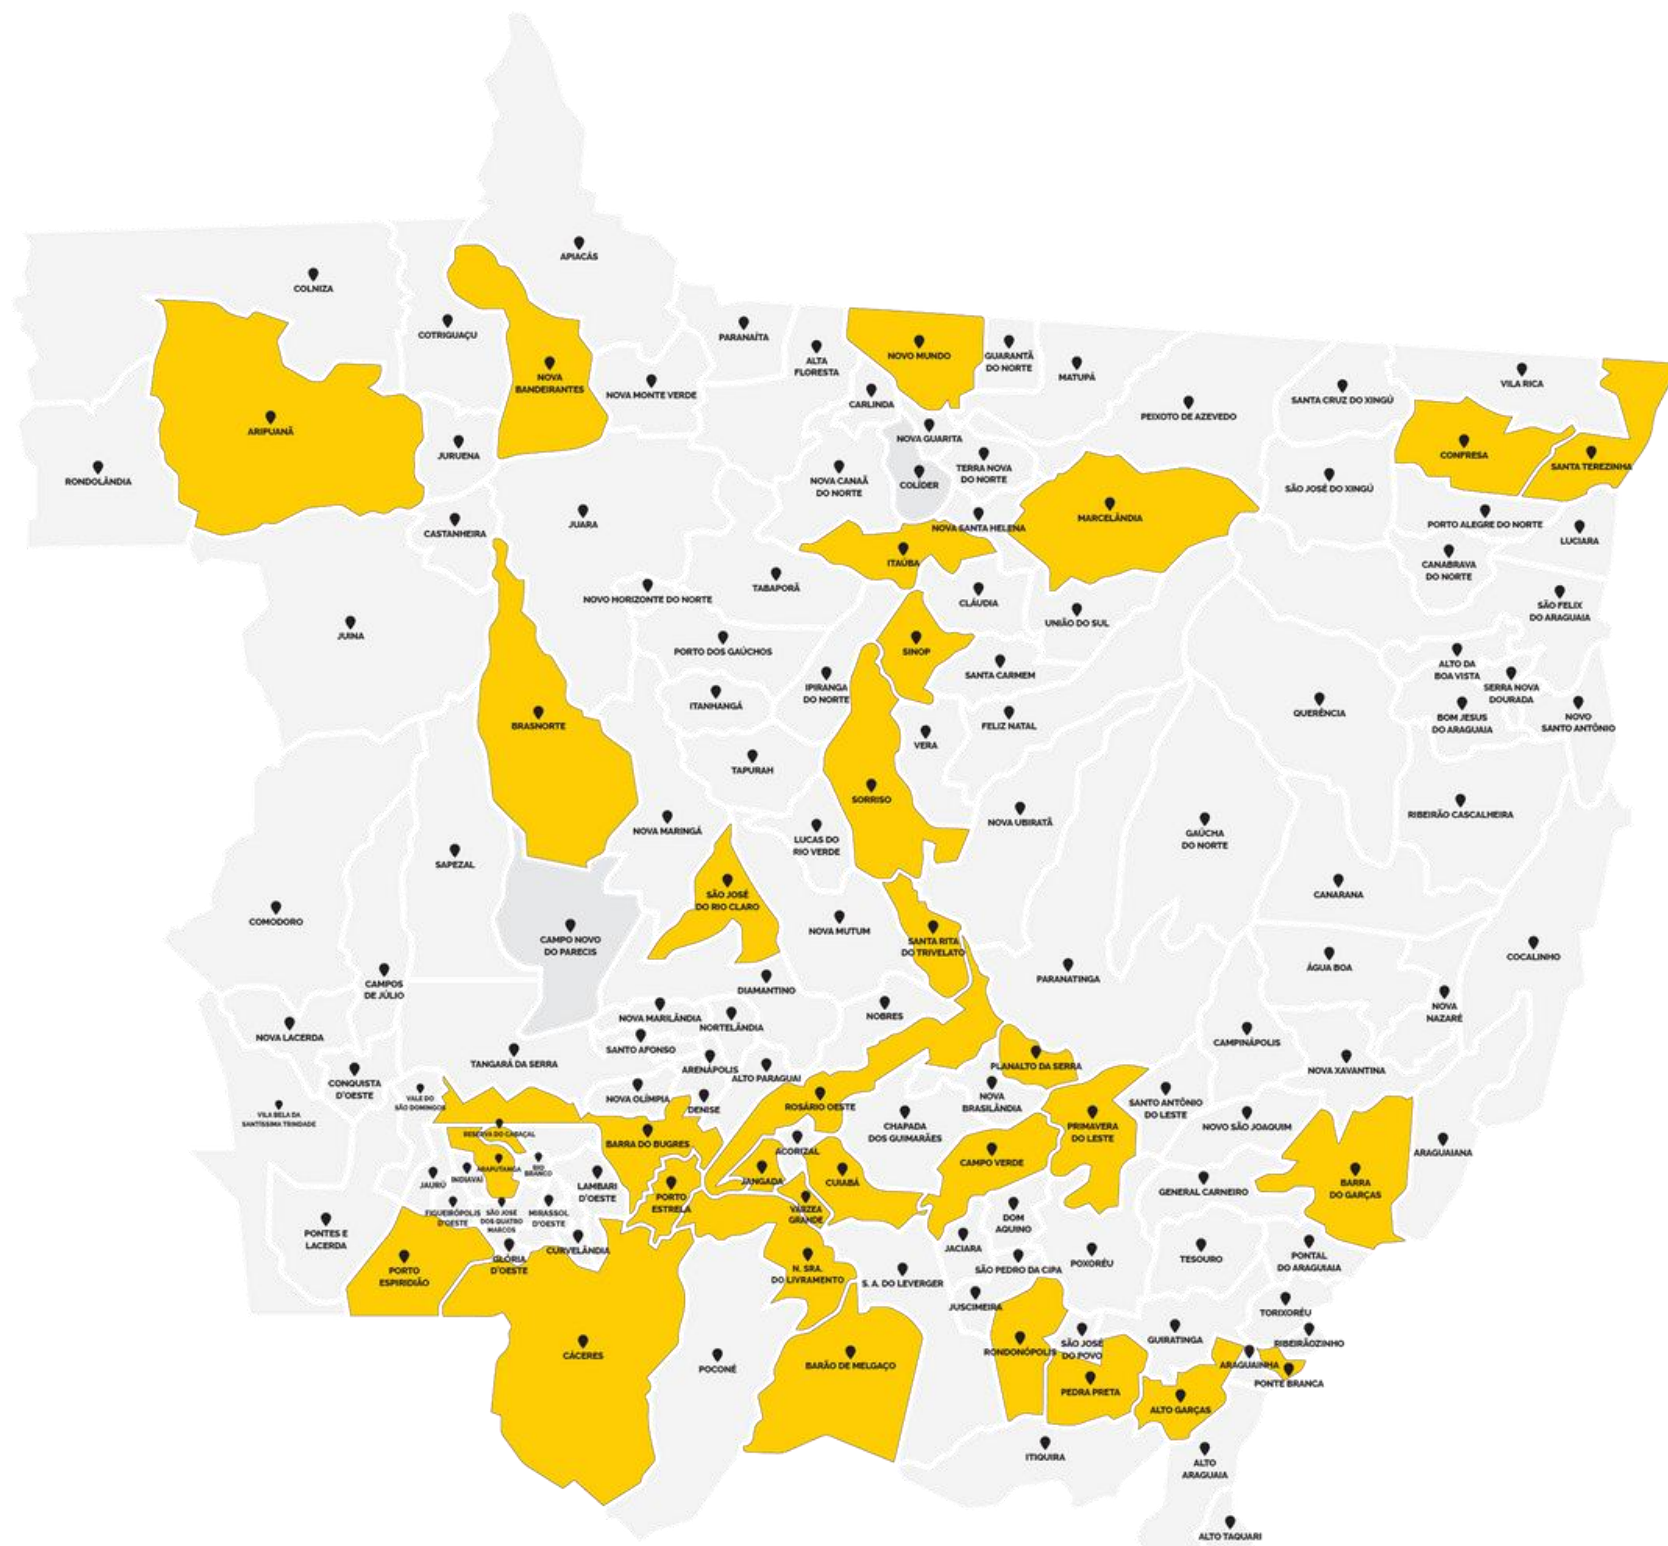 APIACÁS
COLNIZA
COTRIGUAÇU
PARANAÍTA
ALTA
FLORESTA
NOVO MUNDO
GUARANTÃ
DO NORTE
MATUPÁ
VILA RICA
NOVA
BANDEIRANTES
NOVA MONTE VERDE
CARLINDA
PEIXOTO DE AZEVEDO
SANTA CRUZ DO XINGÚ
ARIPUANÃ
JURUENA
NOVA GUARITA
CONFRESA
SANTA TEREZINHA
RONDOLÂNDIA
NOVA CANAÃ
DO NORTE
COLÍDER
TERRA NOVA
DO NORTE
SÃO JOSÉ DO XINGÚ
CASTANHEIRA
JUARA
NOVA SANTA HELENA
MARCELÂNDIA
PORTO ALEGRE DO NORTE
LUCIARA
ITAÚBA
CANABRAVA
DO NORTE
NOVO HORIZONTE DO NORTE
TABAPORÃ
CLÁUDIA
UNIÃO DO SUL
SÃO FELIX
DO ARAGUAIA
JUINA
PORTO DOS GAÚCHOS
SINOP
SANTA CARMEM
ALTO DA
BOA VISTA
SERRA NOVA
DOURADA
ITANHANGÁ
IPIRANGA
DO NORTE
BRASNORTE
VERA
FELIZ NATAL
QUERÊNCIA
BOM JESUS
DO ARAGUAIA
NOVO
SANTO ANTÔNIO
TAPURAH
SORRISO
NOVA MARINGÁ
LUCAS DO
RIO VERDE
NOVA UBIRATÃ
GAÚCHA
DO NORTE
RIBEIRÃO CASCALHEIRA
SAPEZAL
SÃO JOSÉ
DO RIO CLARO
CANARANA
COMODORO
CAMPO NOVO
DO PARECIS
NOVA MUTUM
SANTA RITA
DO TRIVELATO
COCALINHO
CAMPOS
DE JÚLIO
DIAMANTINO
PARANATINGA
ÁGUA BOA
NOVA LACERDA
NOVA MARILÂNDIA
NORTELÂNDIA
NOBRES
NOVA
NAZARÉ
TANGARÁ DA SERRA
SANTO AFONSO
ARENÁPOLIS
ALTO PARAGUAI
PLANALTO DA SERRA
CAMPINÁPOLIS
NOVA XAVANTINA
CONQUISTA
D'OESTE
VALE DO
SÃO DOMINGOS
NOVA OLÍMPIA
DENISE
ROSÁRIO OESTE
NOVA
BRASILÂNDIA
SANTO ANTÔNIO
DO LESTE
VILA BELA DA
SANTÍSSIMA TRINDADE
RESERVA DO CABAÇAL
BARRA DO BUGRES
ACORIZAL
CHAPADA
DOS GUIMARÃES
PRIMAVERA
DO LESTE
NOVO SÃO JOAQUIM
ARAGUAIANA
JAURÚ
INDIAVAÍ
ARAPUTANGA
RIO
BRANCO
LAMBARI
D'OESTE
PORTO
ESTRELA
JANGADA
CUIABÁ
CAMPO VERDE
GENERAL CARNEIRO
BARRA
DO GARÇAS
FIGUEIRÓPOLIS
D'OESTE
SÃO JOSÉ
DOS QUATRO
MARCOS
MIRASSOL
D'OESTE
VÁRZEA
GRANDE
DOM
AQUINO
PONTES E
LACERDA
GLÓRIA
D'OESTE
CURVELÂNDIA
JACIARA
PORTO
ESPIRIDIÃO
N. SRA.
DO LIVRAMENTO
S. A. DO LEVERGER
SÃO PEDRO DA CIPA
POXORÉU
TESOURO
PONTAL
DO ARAGUAIA
JUSCIMEIRA
TORIXORÉU
CÁCERES
POCONÉ
BARÃO DE MELGAÇO
RONDONÓPOLIS
SÃO JOSÉ
DO POVO
GUIRATINGA
RIBEIRÃOZINHO
ARAGUAINHA
PONTE BRANCA
PEDRA PRETA
ALTO GARÇAS
ITIQUIRA
ALTO
ARAGUAIA
ALTO TAQUARI